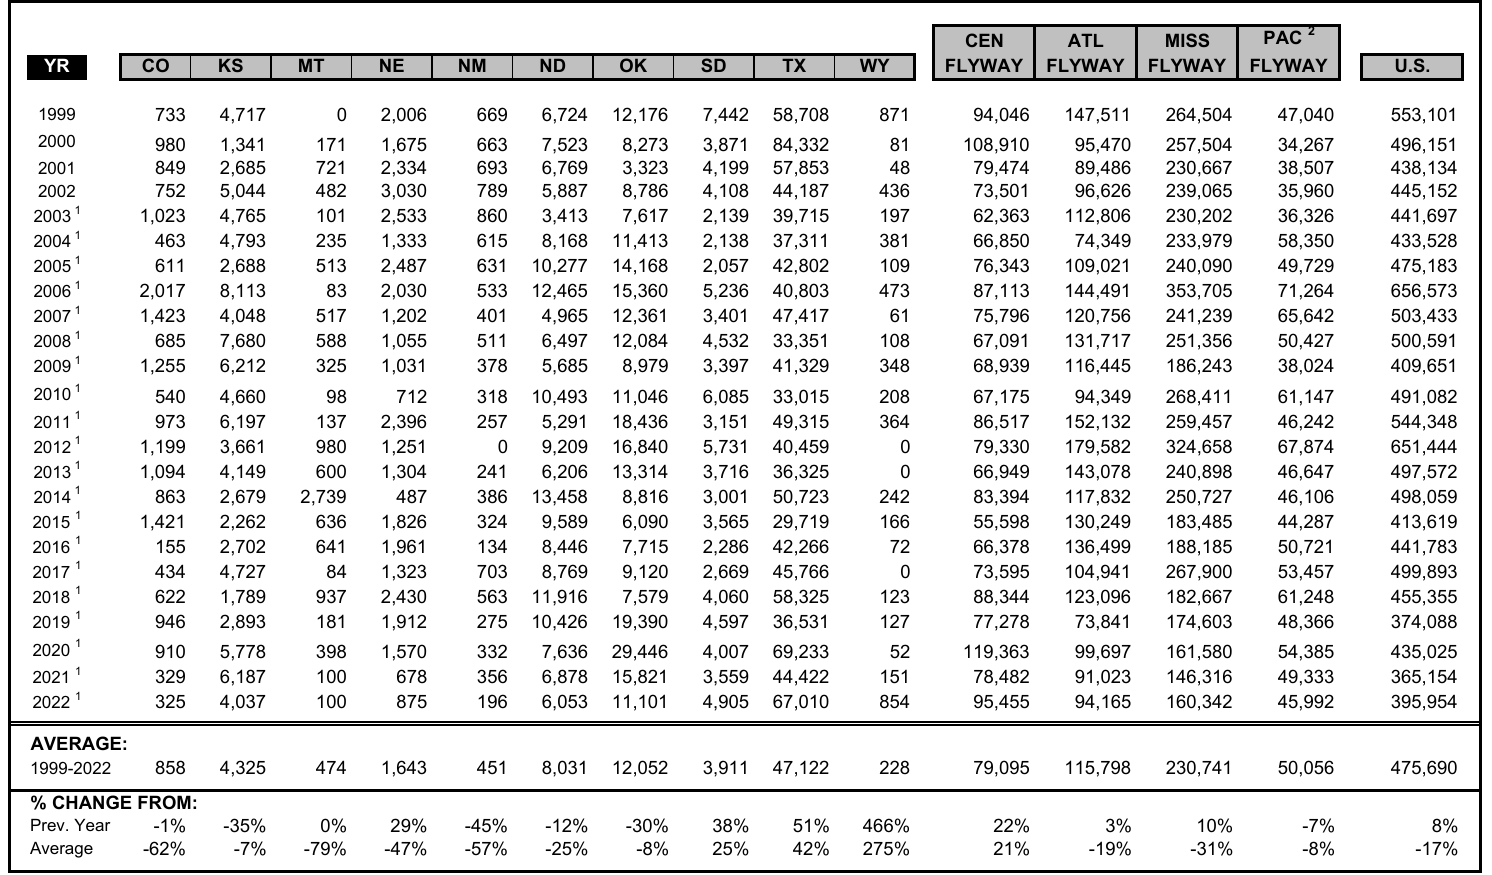 CEN ATL MISS PAC 2
YR CO KS MT NE NM ND OK SD TX WY FLYWAY FLYWAY FLYWAY FLYWAY U.S.
1999 733 4,717 0 2,006 669 6,724 12,176 7,442 58,708 871 94,046 147,511 264,504 47,040 553,101
2000 980 1,341 171 1,675 663 7,523 8,273 3,871 84,332 81 108,910 95,470 257,504 34,267 496,151
2001 849 2,685 721 2,334 693 6,769 3,323 4,199 57,853 48 79,474 89,486 230,667 38,507 438,134
2002 752 5,044 482 3,030 789 5,887 8,786 4,108 44,187 436 73,501 96,626 239,065 35,960 445,152
2003 1 1,023 4,765 101 2,533 860 3,413 7,617 2,139 39,715 197 62,363 112,806 230,202 36,326 441,697
2004 1 463 4,793 235 1,333 615 8,168 11,413 2,138 37,311 381 66,850 74,349 233,979 58,350 433,528
2005 1 611 2,688 513 2,487 631 10,277 14,168 2,057 42,802 109 76,343 109,021 240,090 49,729 475,183
2006 1 2,017 8,113 83 2,030 533 12,465 15,360 5,236 40,803 473 87,113 144,491 353,705 71,264 656,573
2007 1 1,423 4,048 517 1,202 401 4,965 12,361 3,401 47,417 61 75,796 120,756 241,239 65,642 503,433
2008 1 685 7,680 588 1,055 511 6,497 12,084 4,532 33,351 108 67,091 131,717 251,356 50,427 500,591
2009 1 1,255 6,212 325 1,031 378 5,685 8,979 3,397 41,329 348 68,939 116,445 186,243 38,024 409,651
2010 1 540 4,660 98 712 318 10,493 11,046 6,085 33,015 208 67,175 94,349 268,411 61,147 491,082
2011 1 973 6,197 137 2,396 257 5,291 18,436 3,151 49,315 364 86,517 152,132 259,457 46,242 544,348
2012 1 1,199 3,661 980 1,251 0 9,209 16,840 5,731 40,459 0 79,330 179,582 324,658 67,874 651,444
2013 1 1,094 4,149 600 1,304 241 6,206 13,314 3,716 36,325 0 66,949 143,078 240,898 46,647 497,572
2014 1 863 2,679 2,739 487 386 13,458 8,816 3,001 50,723 242 83,394 117,832 250,727 46,106 498,059
2015 1 1,421 2,262 636 1,826 324 9,589 6,090 3,565 29,719 166 55,598 130,249 183,485 44,287 413,619
2016 1 155 2,702 641 1,961 134 8,446 7,715 2,286 42,266 72 66,378 136,499 188,185 50,721 441,783
2017 1 434 4,727 84 1,323 703 8,769 9,120 2,669 45,766 0 73,595 104,941 267,900 53,457 499,893
2018 1 622 1,789 937 2,430 563 11,916 7,579 4,060 58,325 123 88,344 123,096 182,667 61,248 455,355
2019 1 946 2,893 181 1,912 275 10,426 19,390 4,597 36,531 127 77,278 73,841 174,603 48,366 374,088
2020 1 910 5,778 398 1,570 332 7,636 29,446 4,007 69,233 52 119,363 99,697 161,580 54,385 435,025
2021 1 329 6,187 100 678 356 6,878 15,821 3,559 44,422 151 78,482 91,023 146,316 49,333 365,154
2022 1 325 4,037 100 875 196 6,053 11,101 4,905 67,010 854 95,455 94,165 160,342 45,992 395,954
AVERAGE:
1999-2022 858 4,325 474 1,643 451 8,031 12,052 3,911 47,122 228 79,095 115,798 230,741 50,056 475,690
% CHANGE FROM:
Prev. Year -1% -35% 0% 29% -45% -12% -30% 38% 51% 466% 22% 3% 10% -7% 8%
Average -62% -7% -79% -47% -57% -25% -8% 25% 42% 275% 21% -19% -31% -8% -17%